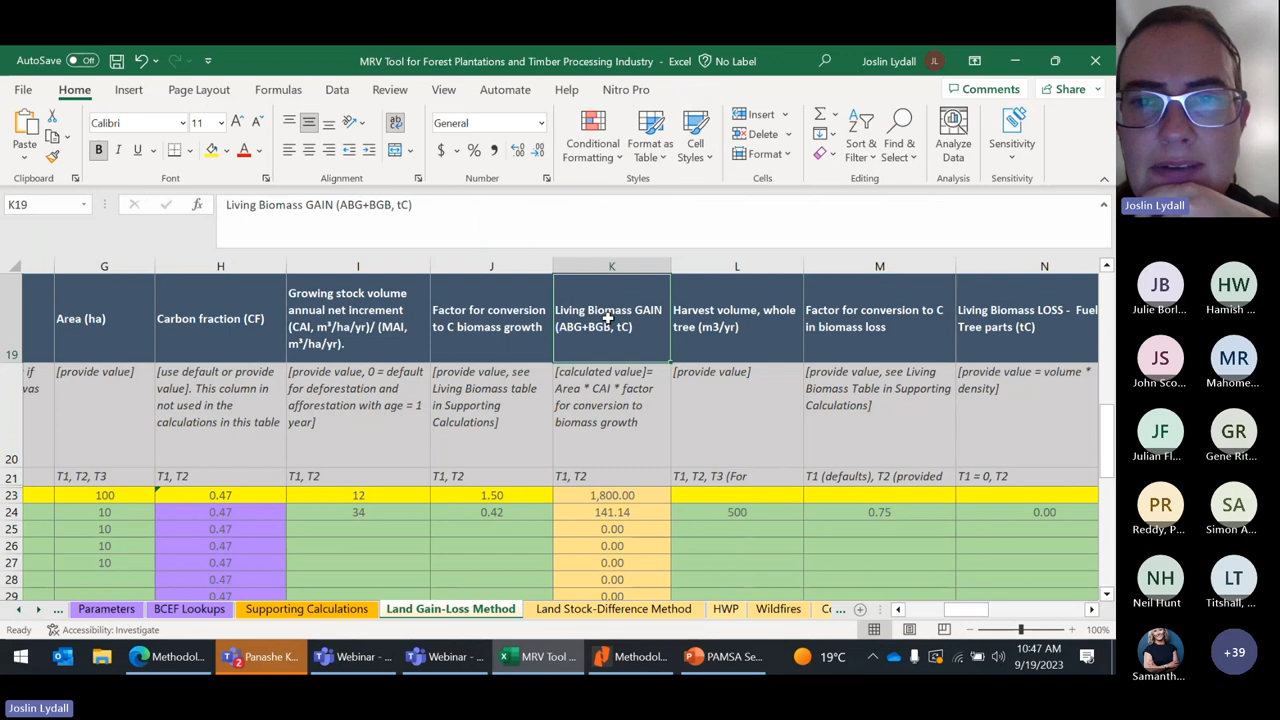 AutoSave Off MRV Tool for Forest Plantations and Timber Processing Industry - Excel No Label Joslin Lydall JL
File Home Insert Page Layout Formulas Data Review View Automate Help Nitro Pro Comments Share
Paste Calibri 11 General Conditional Formatting Format as Table Cell Styles Insert Delete Format Sort & Filter Find & Select Analyze Data Sensitivity
Clipboard Font Alignment Number Styles Cells Editing Analysis Sensitivity
K19 fx Living Biomass GAIN (ABG+BGB, tC)
G H I J K L M N
19
Area (ha)
Carbon fraction (CF)
Growing stock volume
annual net increment
(CAI, m³/ha/yr)/ (MAI,
m³/ha/yr).
Factor for conversion
to C biomass growth
Living Biomass GAIN
(ABG+BGB, tC)
Harvest volume, whole
tree (m3/yr)
Factor for conversion to C
in biomass loss
Living Biomass LOSS - Fuel
Tree parts (tC)
20
if
was
[provide value]
[use default or provide
value]. This column in
not used in the
calculations in this table
[provide value, 0 = default
for deforestation and
afforestation with age = 1
year]
[provide value, see
Living Biomass table
in Supporting
Calculations]
[calculated value]=
Area * CAI * factor
for conversion to
biomass growth
[provide value]
[provide value, see Living
Biomass Table in Supporting
Calculations]
[provide value = volume *
density]
21 T1, T2, T3 T1, T2 T1, T2 T1, T2 T1, T2 T1, T2, T3 (For T1 (defaults), T2 (provided T1 = 0, T2
23 100 0.47 12 1.50 1,800.00
24 10 0.47 34 0.42 141.14 500 0.75 0.00
25 10 0.47 0.00
26 10 0.47 0.00
27 10 0.47 0.00
28 0.47 0.00
29 0.47 0.00
... Parameters BCEF Lookups Supporting Calculations Land Gain-Loss Method Land Stock-Difference Method HWP Wildfires Co ...
Ready Accessibility: Investigate 100%
Methodol... Panashe K... 2 Webinar - ... Webinar - ... MRV Tool ... Methodol... PAMSA Se... 19°C 10:47 AM
9/19/2023
Joslin Lydall
Joslin Lydall
JB HW
Julie Borl... Hamish ...
JS MR
John Sco... Mahome...
JF GR
Julian Fl... Gene Rit...
PR SA
Reddy, P... Simon A...
NH LT
Neil Hunt Titshall, ...
+39
Samanth...